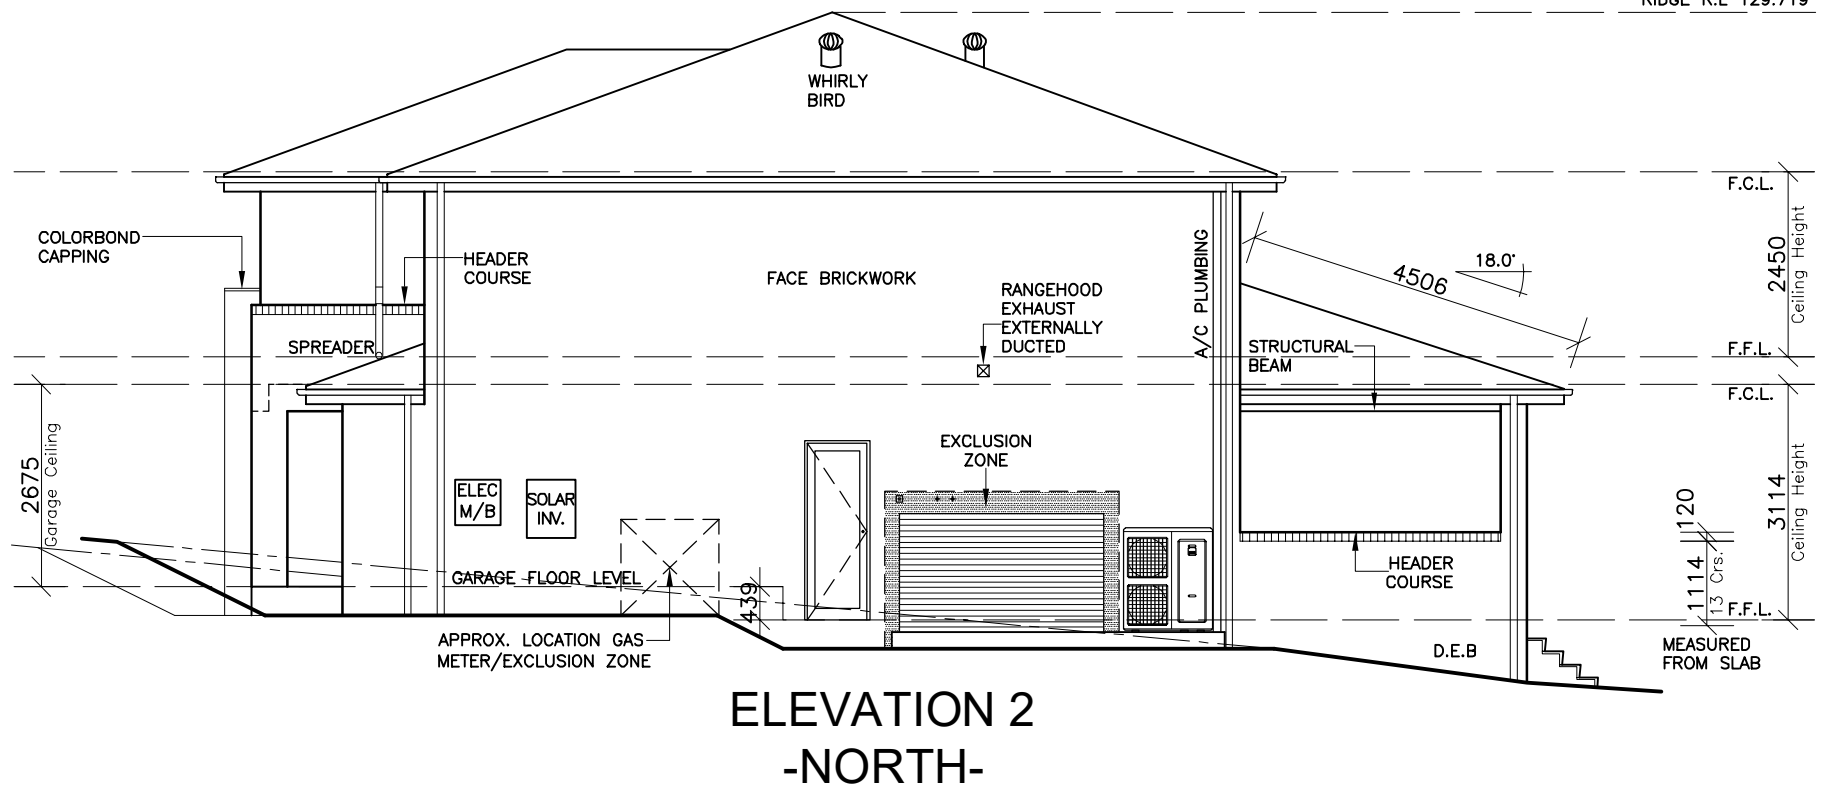 RIDGE R.L 129.719
WHIRLY
BIRD
F.C.L.
COLORBOND
CAPPING
HEADER
COURSE
FACE BRICKWORK
A/C PLUMBING
4506
18.0°
2450
Ceiling Height
RANGEHOOD
EXHAUST
EXTERNALLY
DUCTED
SPREADER
STRUCTURAL
BEAM
F.F.L.
F.C.L.
2675
Garage Ceiling
EXCLUSION
ZONE
ELEC
M/B
SOLAR
INV.
3114
Ceiling Height
120
1114
13 Crs.
HEADER
COURSE
GARAGE FLOOR LEVEL
439
F.F.L.
APPROX. LOCATION GAS
METER/EXCLUSION ZONE
D.E.B
MEASURED
FROM SLAB
ELEVATION 2
-NORTH-